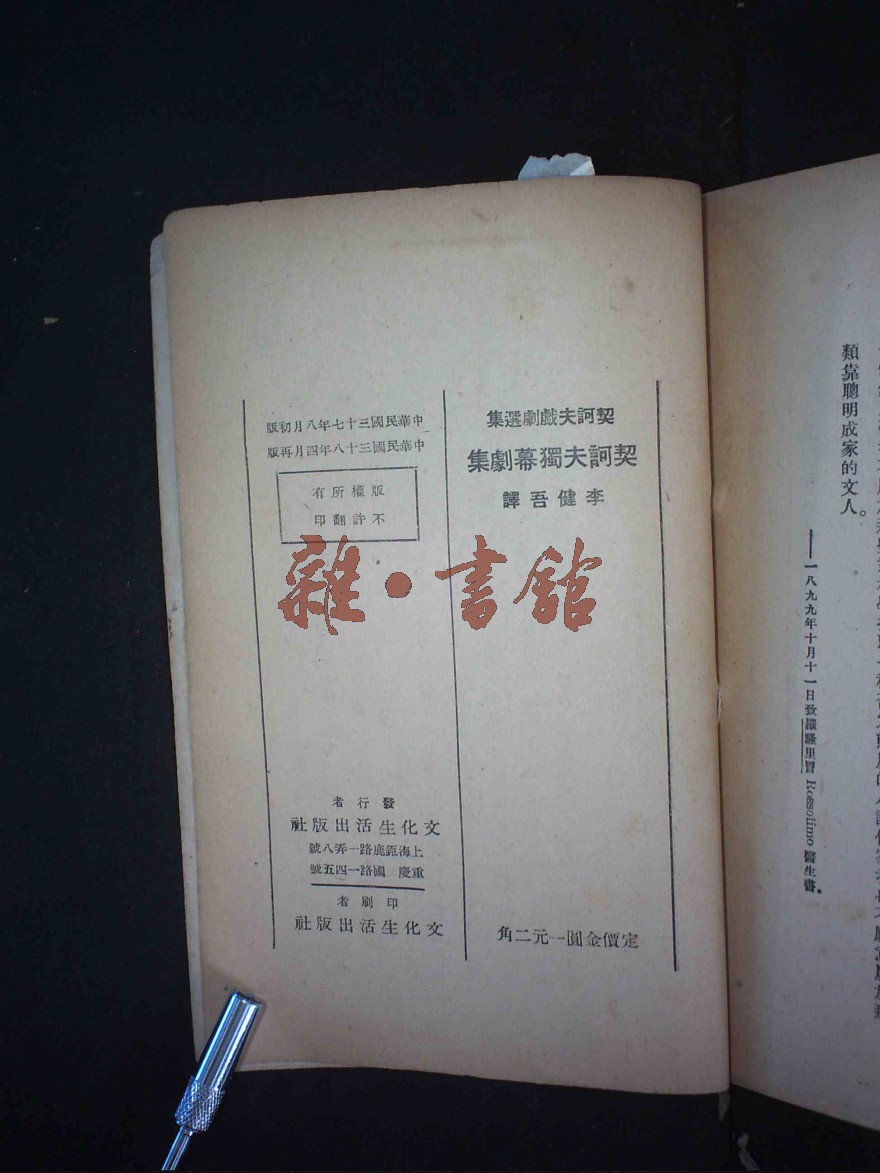 契訶夫戲劇選集
契訶夫獨幕劇集
李健吾譯
定價金圓一元二角
中華民國三十七年八月初版
中華民國三十八年四月再版
版權所有
不許翻印
發行者
文化生活出版社
上海鉅鹿路一弄八號
重慶 國路一四五號
印刷者
文化生活出版社
雜·書館
類靠聰明成家的文人。
——一八九九年十月十一日致羅騷里冒 Rossolimo 醫生書。